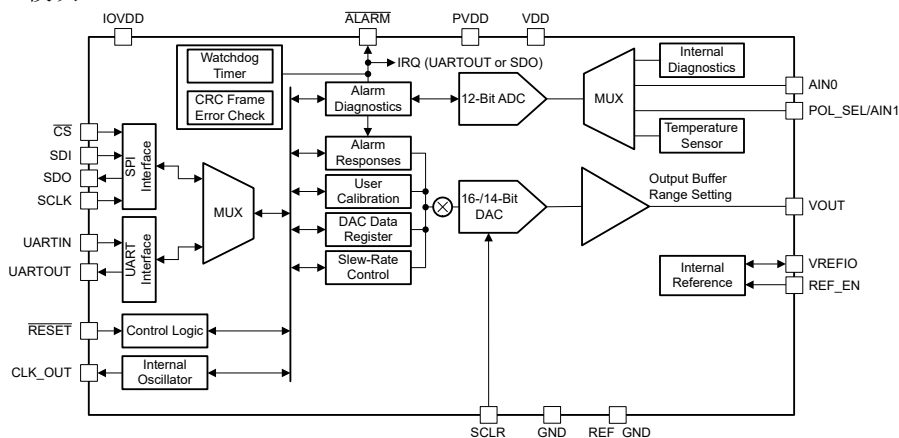 IOVDD
ALARM
PVDD
VDD
Watchdog
Timer
CRC Frame
Error Check
IRQ (UARTOUT or SDO)
Alarm
Diagnostics
12-Bit ADC
MUX
Internal
Diagnostics
AIN0
POL_SEL/AIN1
Temperature
Sensor
CS
SDI
SDO
SCLK
SPI
Interface
UARTIN
UARTOUT
UART
Interface
MUX
Alarm
Responses
User
Calibration
DAC Data
Register
Slew-Rate
Control
16-/14-Bit
DAC
Output Buffer
Range Setting
VOUT
Internal
Reference
VREFIO
REF_EN
RESET
Control Logic
CLK_OUT
Internal
Oscillator
SCLR
GND
REF_GND